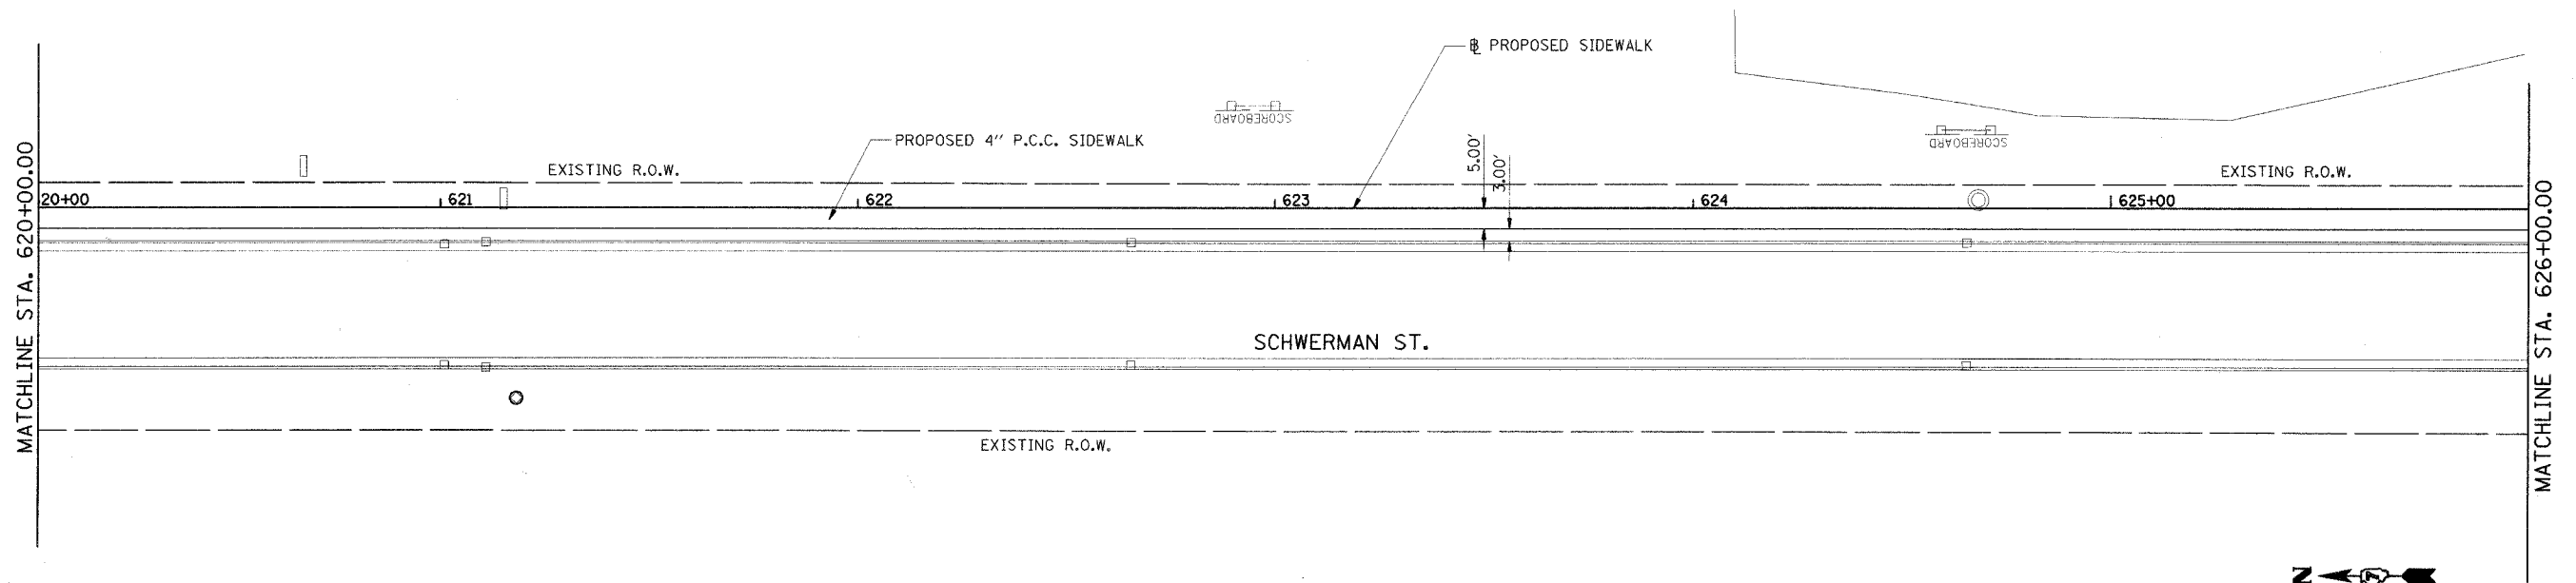 ℄ PROPOSED SIDEWALK
SCOREBOARD
PROPOSED 4" P.C.C. SIDEWALK
SCOREBOARD
5.00'
3.00'
EXISTING R.O.W.
EXISTING R.O.W.
20+00
621
622
623
624
625+00
MATCHLINE STA. 620+00.00
MATCHLINE STA. 626+00.00
SCHWERMAN ST.
EXISTING R.O.W.
N